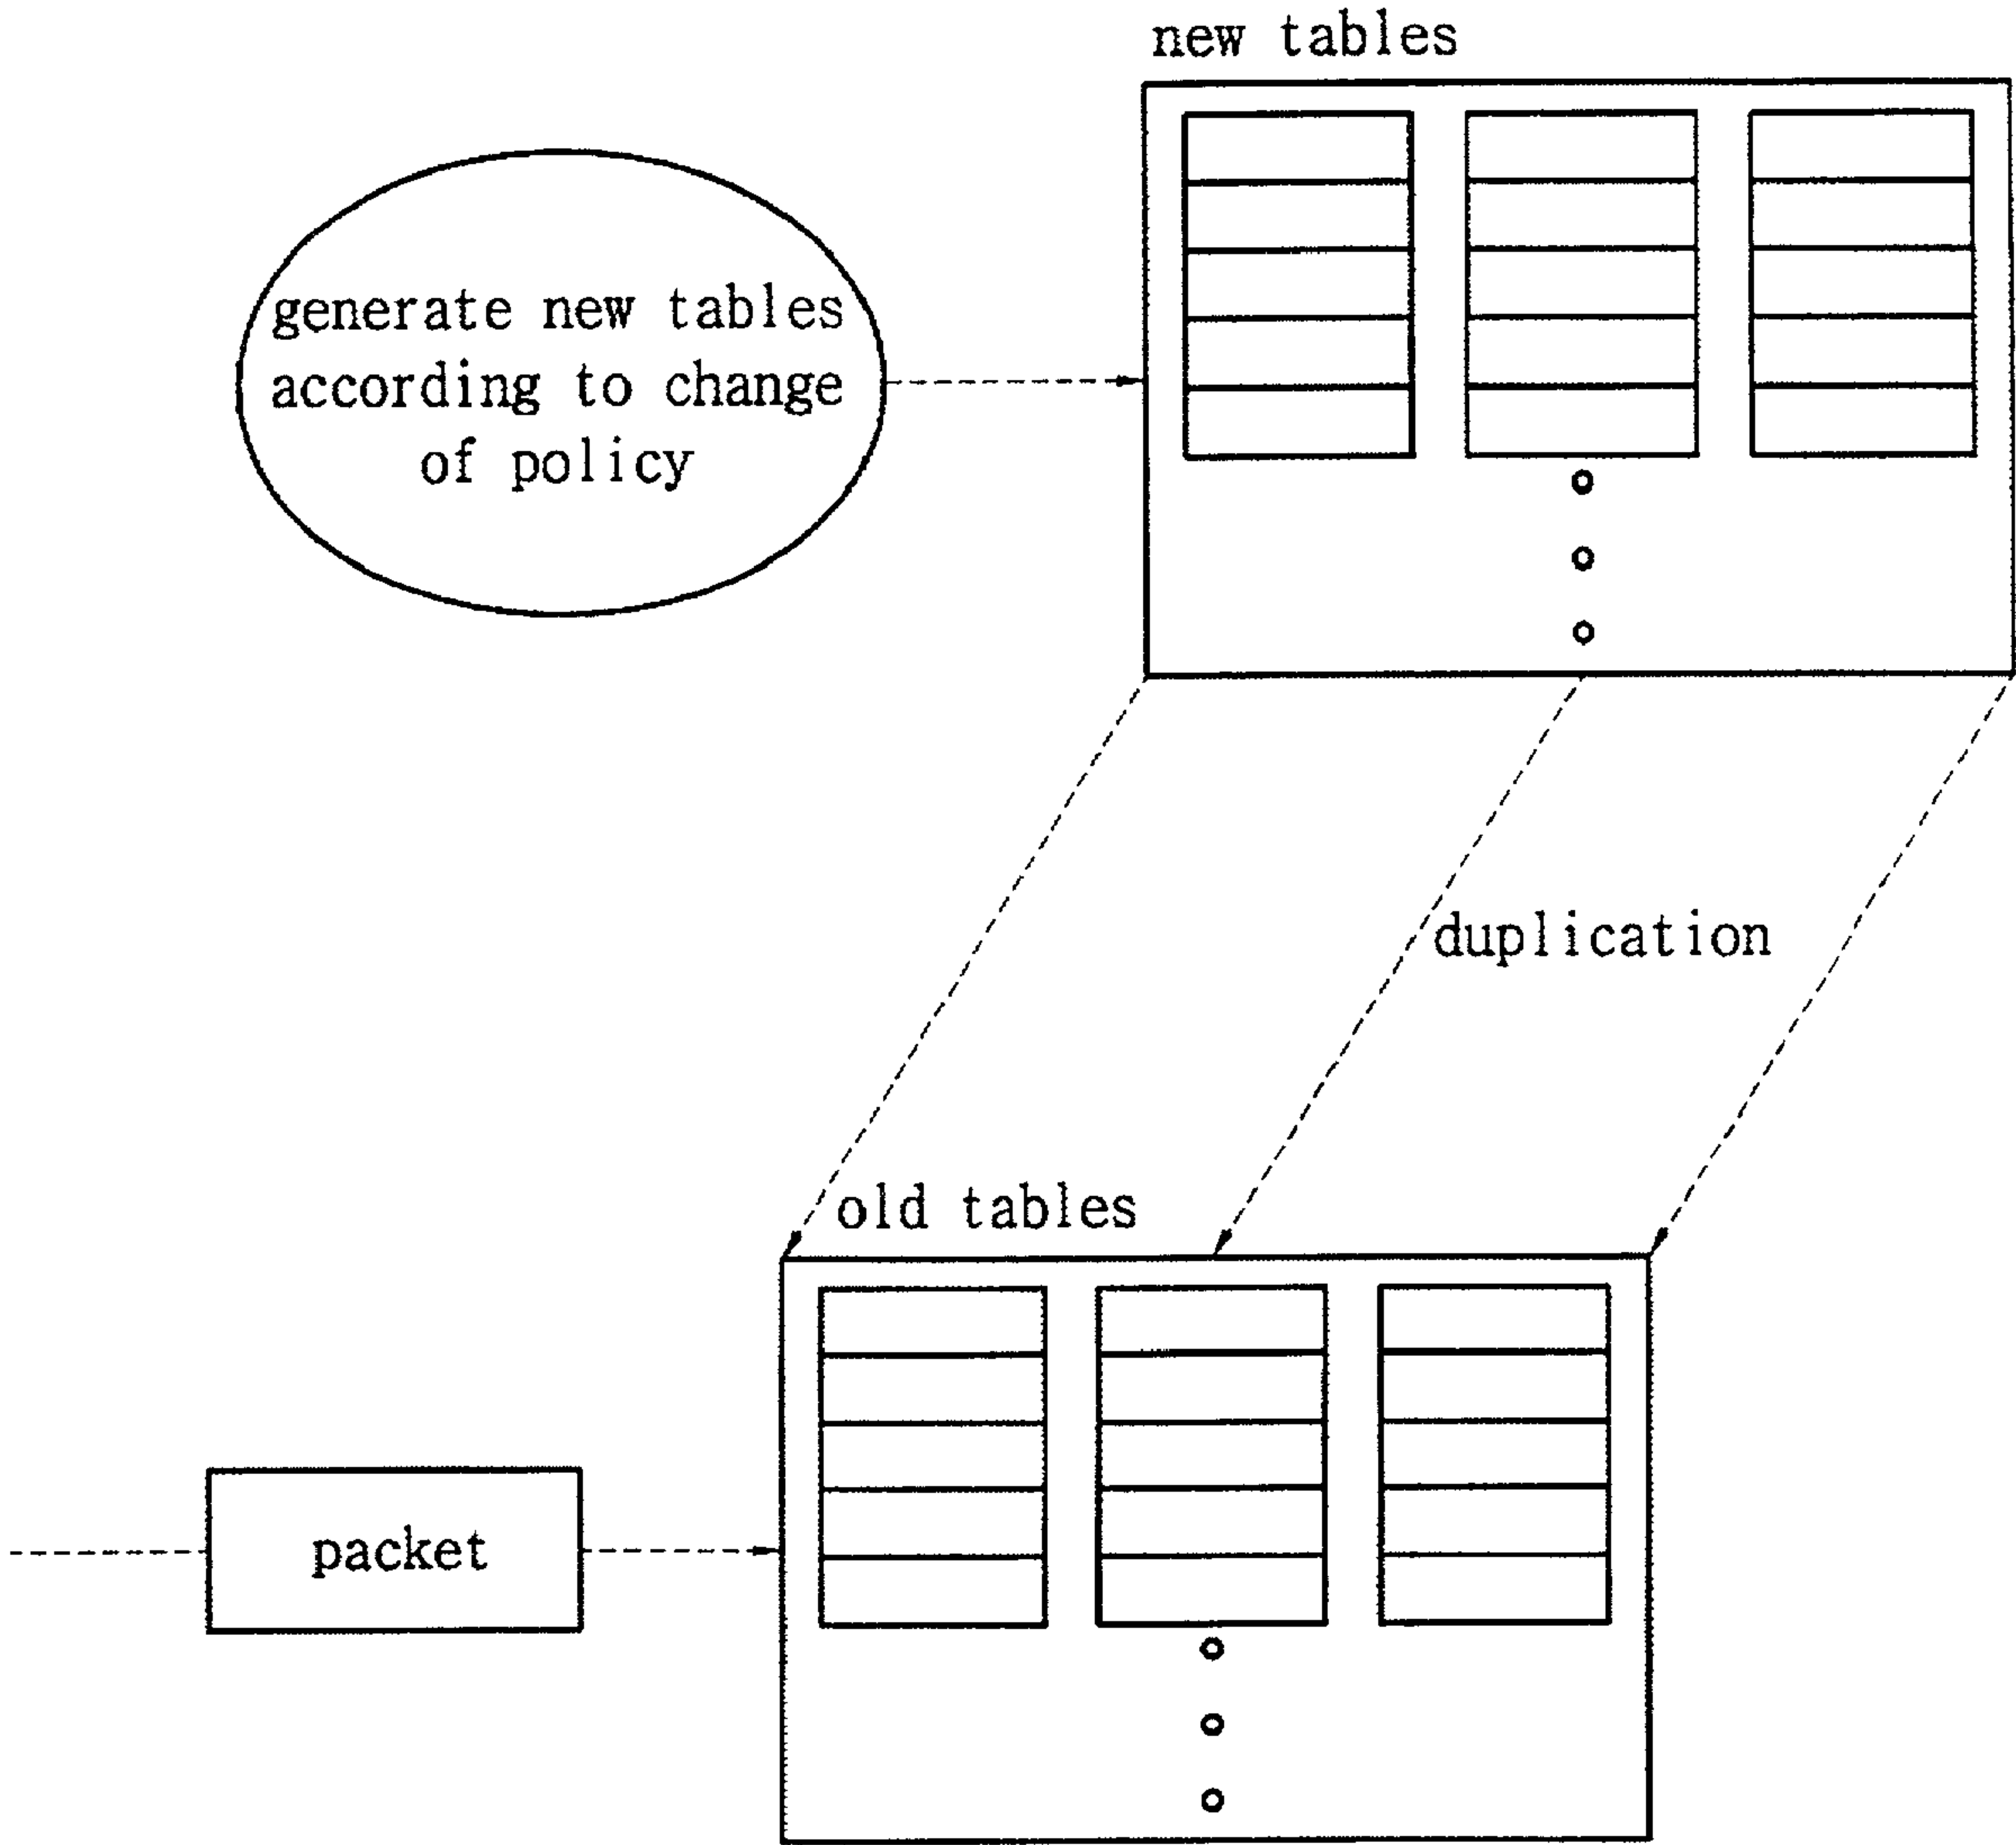 new tables
generate new tables
according to change
of policy
duplication
old tables
packet